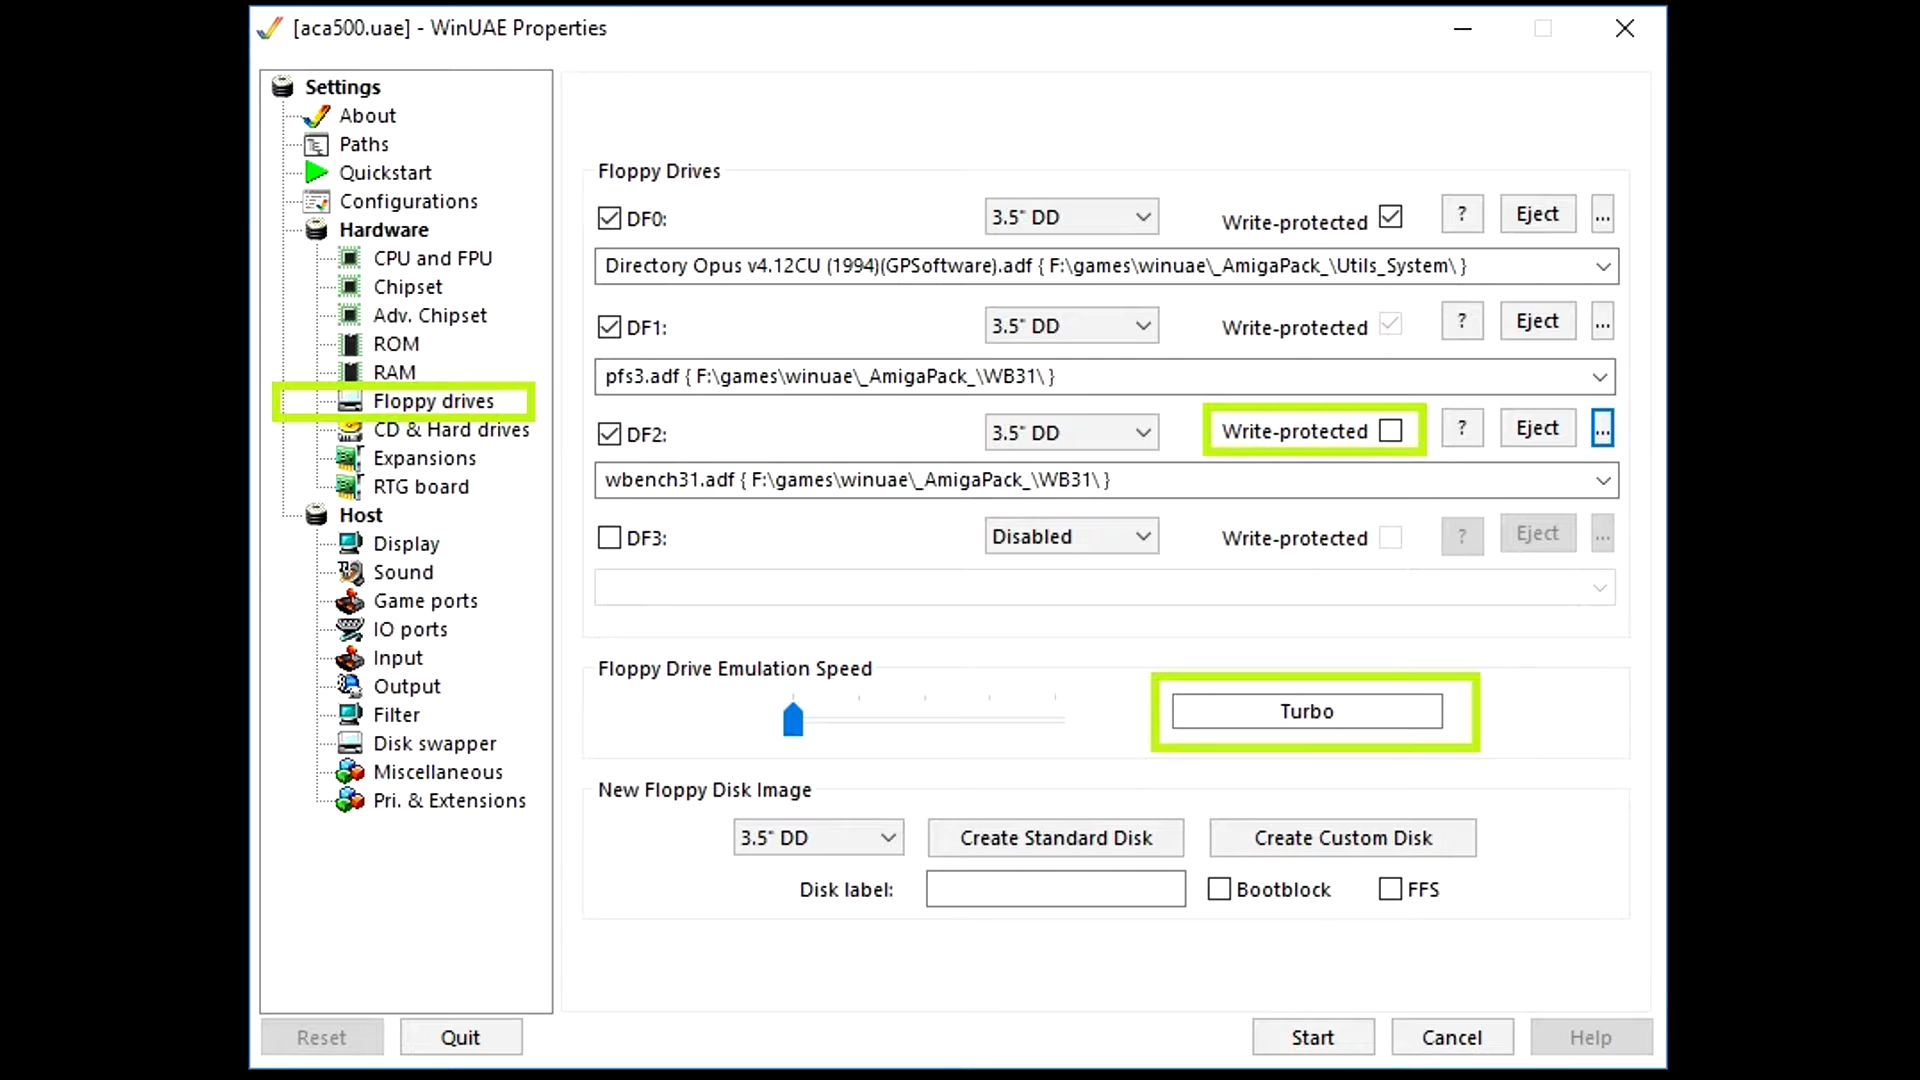 [aca500.uae] - WinUAE Properties
Settings
About
Paths
Quickstart
Configurations
Hardware
CPU and FPU
Chipset
Adv. Chipset
ROM
RAM
Floppy drives
CD & Hard drives
Expansions
RTG board
Host
Display
Sound
Game ports
IO ports
Input
Output
Filter
Disk swapper
Miscellaneous
Pri. & Extensions
Floppy Drives
DF0: 3.5" DD Write-protected ? Eject ...
Directory Opus v4.12CU (1994)(GPSoftware).adf { F:\games\winuae\_AmigaPack_\Utils_System\ }
DF1: 3.5" DD Write-protected ? Eject ...
pfs3.adf { F:\games\winuae\_AmigaPack_\WB31\ }
DF2: 3.5" DD Write-protected ? Eject ...
wbench31.adf { F:\games\winuae\_AmigaPack_\WB31\ }
DF3: Disabled Write-protected ? Eject ...
Floppy Drive Emulation Speed
Turbo
New Floppy Disk Image
3.5" DD Create Standard Disk Create Custom Disk
Disk label: Bootblock FFS
Reset Quit Start Cancel Help